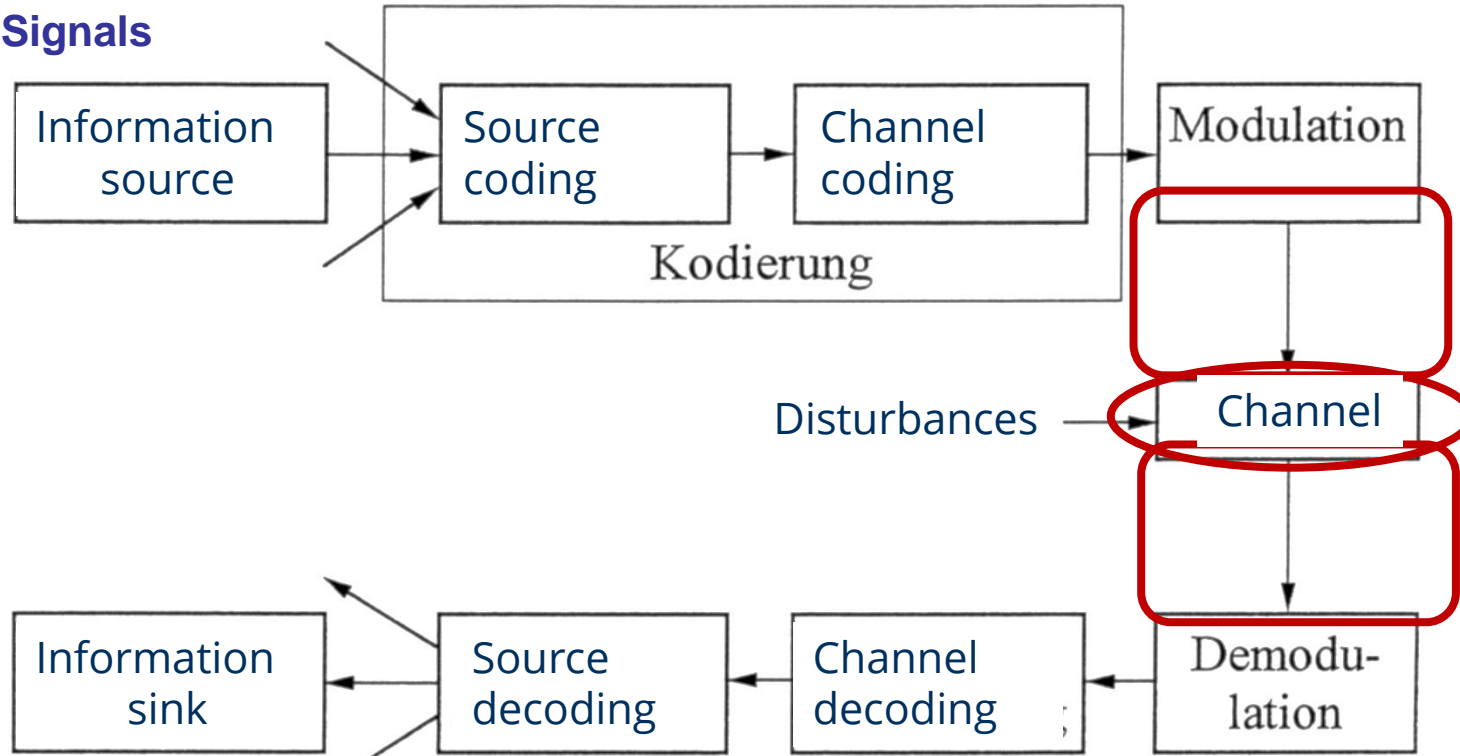 Signals
Information
source
Source
coding
Channel
coding
Modulation
Kodierung
Disturbances
Channel
Information
sink
Source
decoding
Channel
decoding
Demodu-
lation